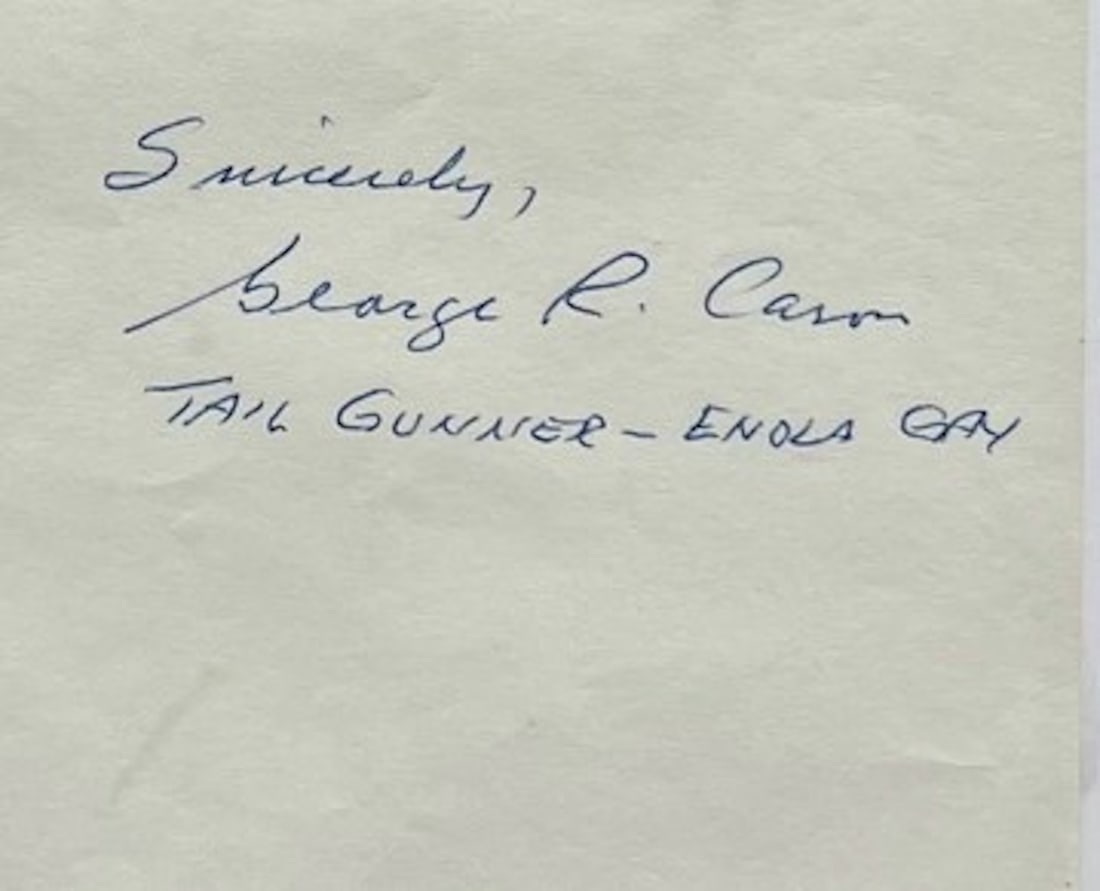 Sincerely,
George R. Caron
TAIL GUNNER – ENOLA GAY